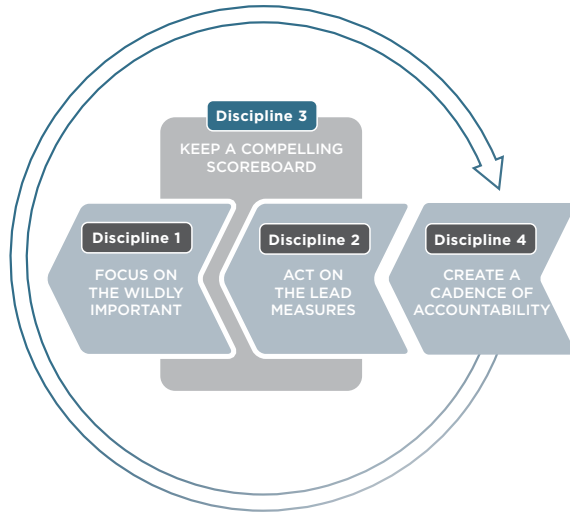 Discipline 3
KEEP A COMPELLING
SCOREBOARD
Discipline 1
FOCUS ON
THE WILDLY
IMPORTANT
Discipline 2
ACT ON
THE LEAD
MEASURES
Discipline 4
CREATE A
CADENCE OF
ACCOUNTABILITY